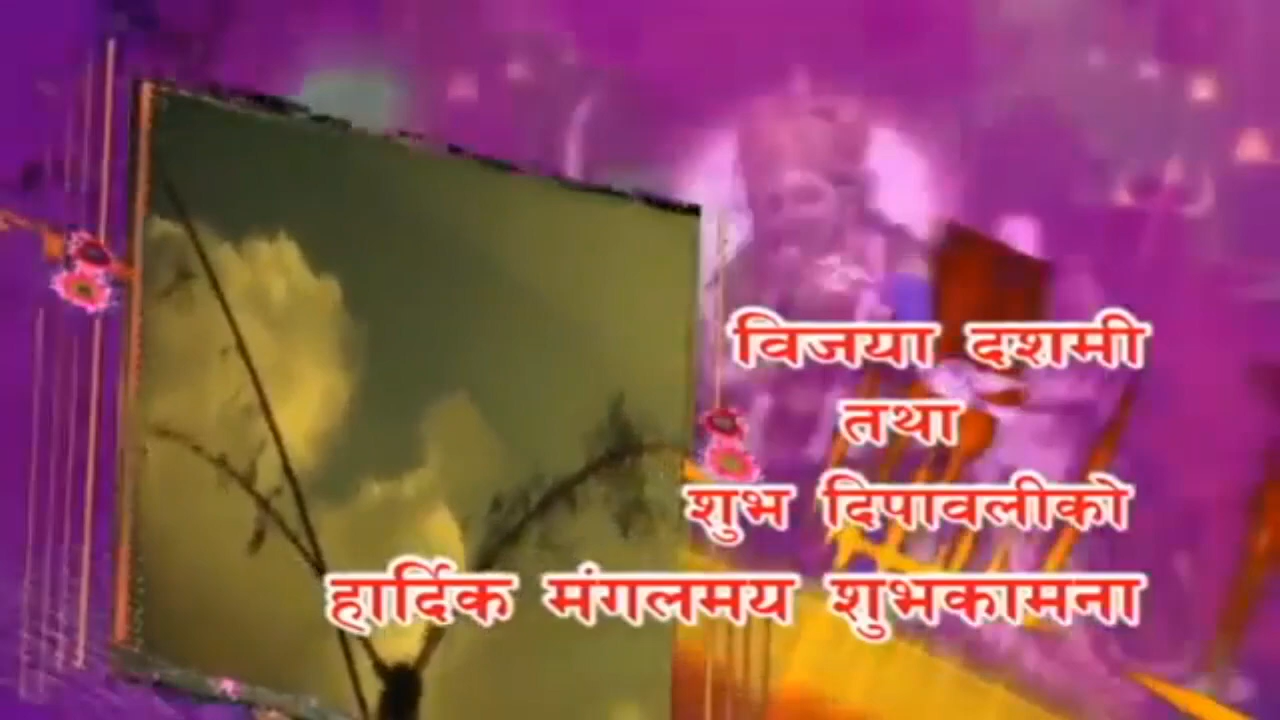 विजया दशमी
तथा
शुभ दिपावलीको
हार्दिक मंगलमय शुभकामना